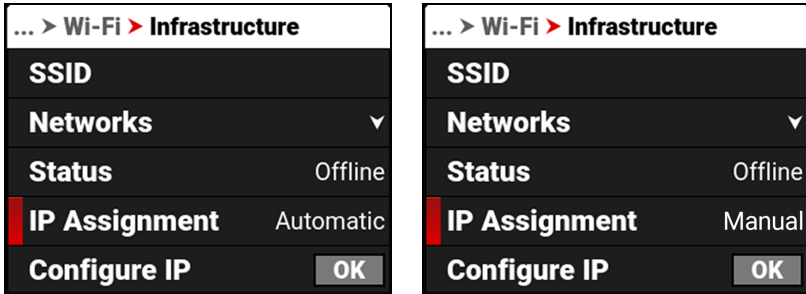 ... > Wi-Fi > Infrastructure
SSID
Networks
Status Offline
IP Assignment Automatic
Configure IP OK
... > Wi-Fi > Infrastructure
SSID
Networks
Status Offline
IP Assignment Manual
Configure IP OK